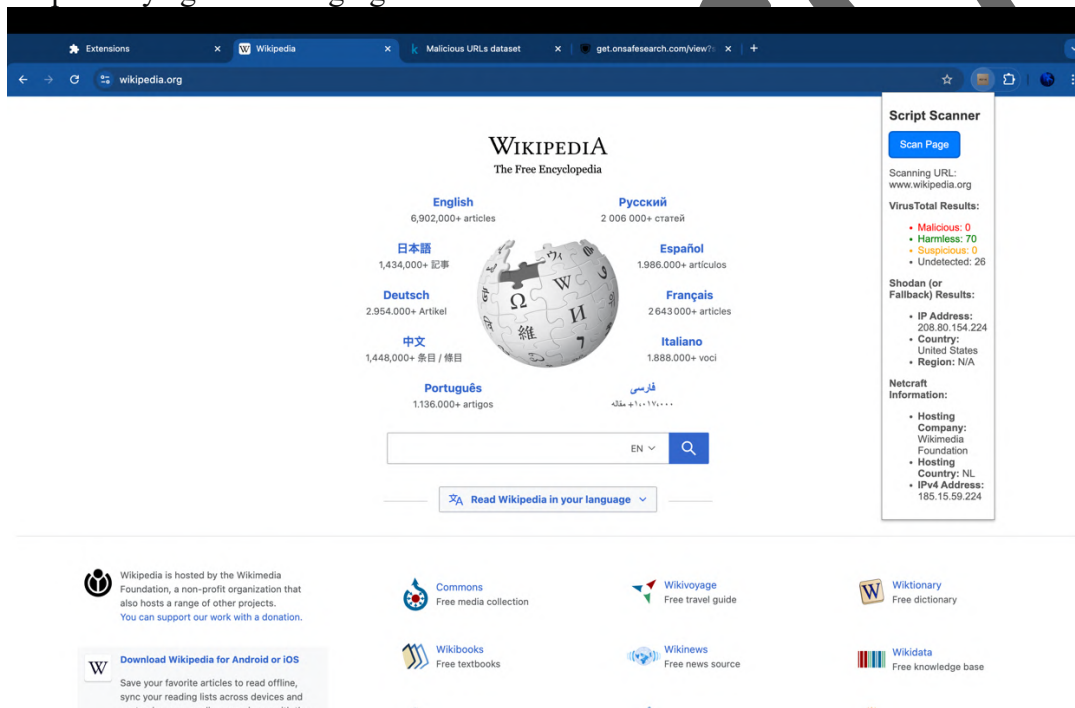 Extensions
Wikipedia
Malicious URLs dataset
get.onsafesearch.com/view?
wikipedia.org
WIKIPEDIA
The Free Encyclopedia
English
6,902,000+ articles
Русский
2 006 000+ статей
日本語
1,434,000+ 記事
Español
1.986.000+ artículos
Deutsch
2.954.000+ Artikel
Français
2 643 000+ articles
中文
1,448,000+ 条目 / 條目
Italiano
1.888.000+ voci
Português
1.136.000+ artigos
فارسی
۱٬۰۱۷٬۰۰۰+ مقاله
EN
Read Wikipedia in your language
Script Scanner
Scan Page
Scanning URL:
www.wikipedia.org
VirusTotal Results:
• Malicious: 0
• Harmless: 70
• Suspicious: 0
• Undetected: 26
Shodan (or
Fallback) Results:
• IP Address:
208.80.154.224
• Country:
United States
• Region: N/A
Netcraft
Information:
• Hosting
Company:
Wikimedia
Foundation
• Hosting
Country: NL
• IPv4 Address:
185.15.59.224
Wikipedia is hosted by the Wikimedia
Foundation, a non-profit organization that
also hosts a range of other projects.
You can support our work with a donation.
Download Wikipedia for Android or iOS
Save your favorite articles to read offline,
sync your reading lists across devices and
Commons
Free media collection
Wikivoyage
Free travel guide
Wiktionary
Free dictionary
Wikibooks
Free textbooks
Wikinews
Free news source
Wikidata
Free knowledge base